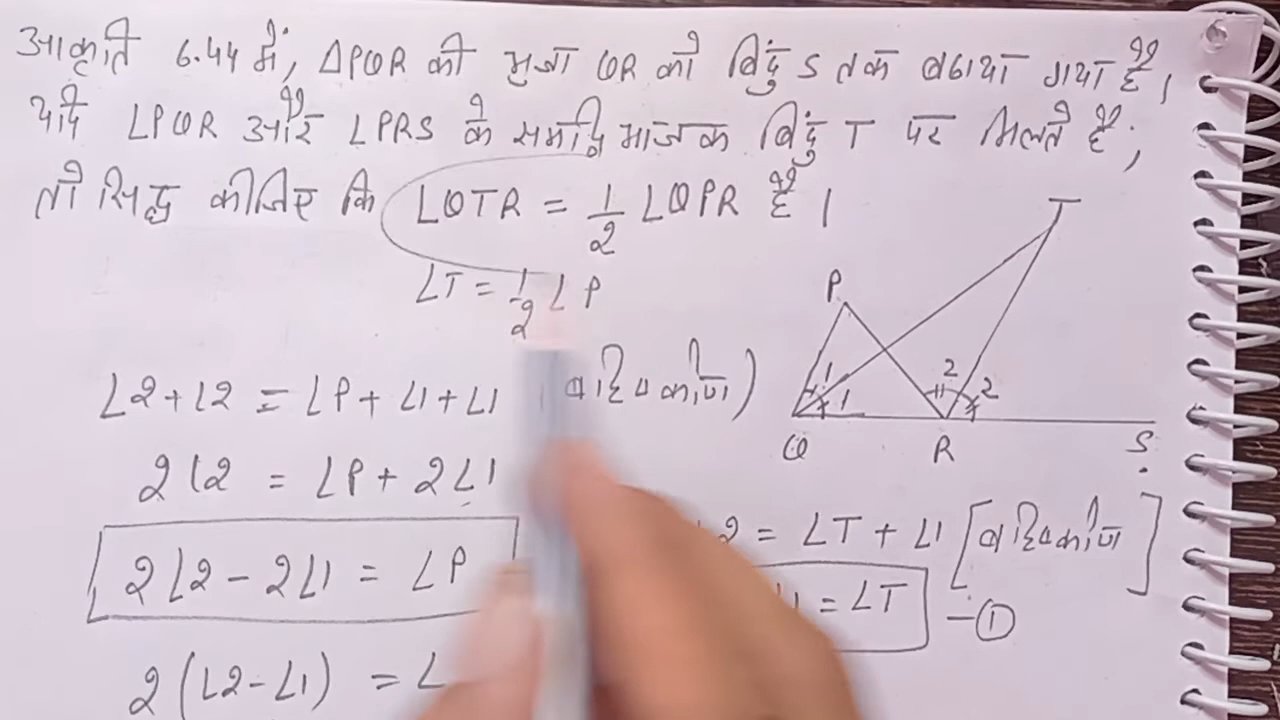 आकृति 6.44 में, ΔPQR की भुजा QR को बिंदु S तक बढ़ाया गया है।
यदि ∠PQR और ∠PRS के समद्विभाजक बिंदु T पर मिलते हैं,
तो सिद्ध कीजिए कि ∠QTR = 1/2 ∠QPR है।
∠T = 1/2 ∠P
∠2 + ∠2 = ∠P + ∠1 + ∠1 (बाह्य कोण)
2∠2 = ∠P + 2∠1
2∠2 - 2∠1 = ∠P
2(∠2 - ∠1) = ∠
T
P
1
1
2
2
Q R S
2 = ∠T + ∠1 [बाह्य कोण]
1 = ∠T - ①